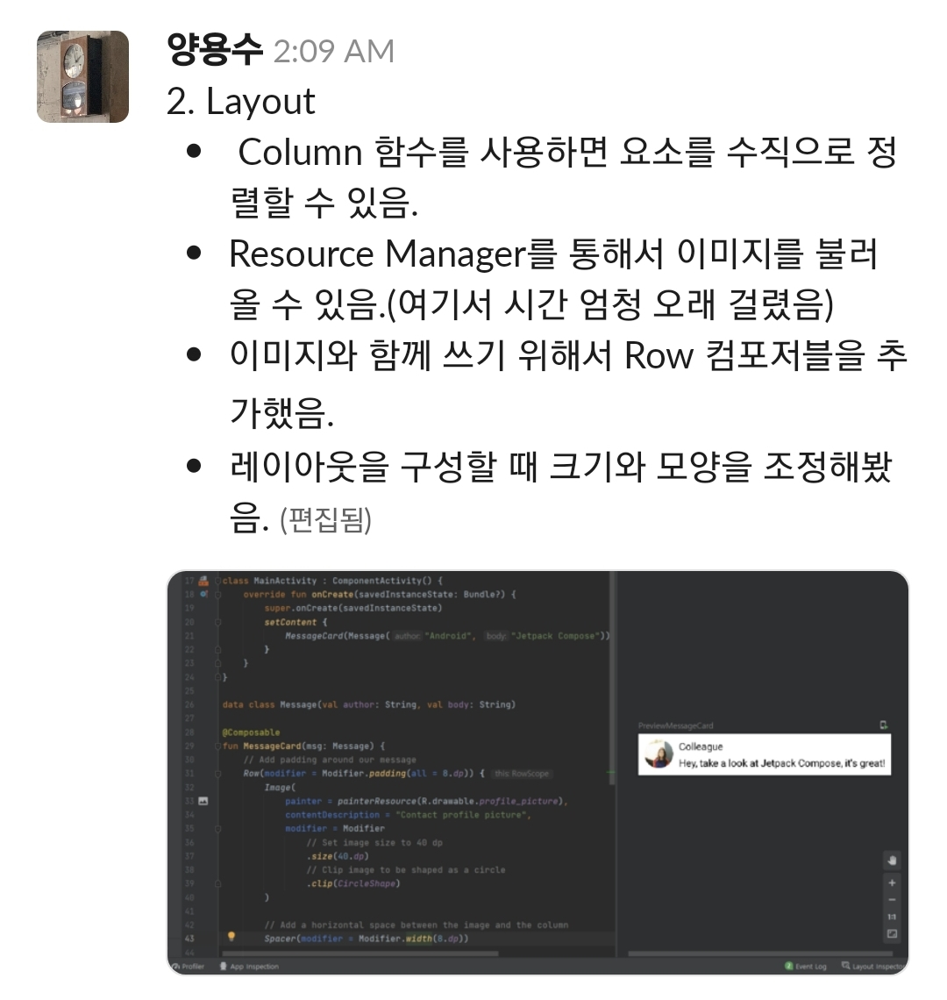 양용수 2:09 AM
2. Layout
• Column 함수를 사용하면 요소를 수직으로 정
렬할 수 있음.
• Resource Manager를 통해서 이미지를 불러
올 수 있음.(여기서 시간 엄청 오래 걸렸음)
• 이미지와 함께 쓰기 위해서 Row 컴포저블을 추
가했음.
• 레이아웃을 구성할 때 크기와 모양을 조정해봤
음. (편집됨)
17 class MainActivity : ComponentActivity() {
18 override fun onCreate(savedInstanceState: Bundle?) {
19 super.onCreate(savedInstanceState)
20 setContent {
21 MessageCard(Message( author: "Android", body: "Jetpack Compose"))
22 }
23 }
24 }
25
26 data class Message(val author: String, val body: String)
27
28 @Composable
29 fun MessageCard(msg: Message) {
30 // Add padding around our message
31 Row(modifier = Modifier.padding(all = 8.dp)) { this: RowScope
32 Image(
33 painter = painterResource(R.drawable.profile_picture),
34 contentDescription = "Contact profile picture",
35 modifier = Modifier
36 // Set image size to 40 dp
37 .size(40.dp)
38 // Clip image to be shaped as a circle
39 .clip(CircleShape)
40 )
41
42 // Add a horizontal space between the image and the column
43 Spacer(modifier = Modifier.width(8.dp))
44
PreviewMessageCard
Colleague
Hey, take a look at Jetpack Compose, it's great!
1:1
Profiler App Inspection Event Log Layout Inspector